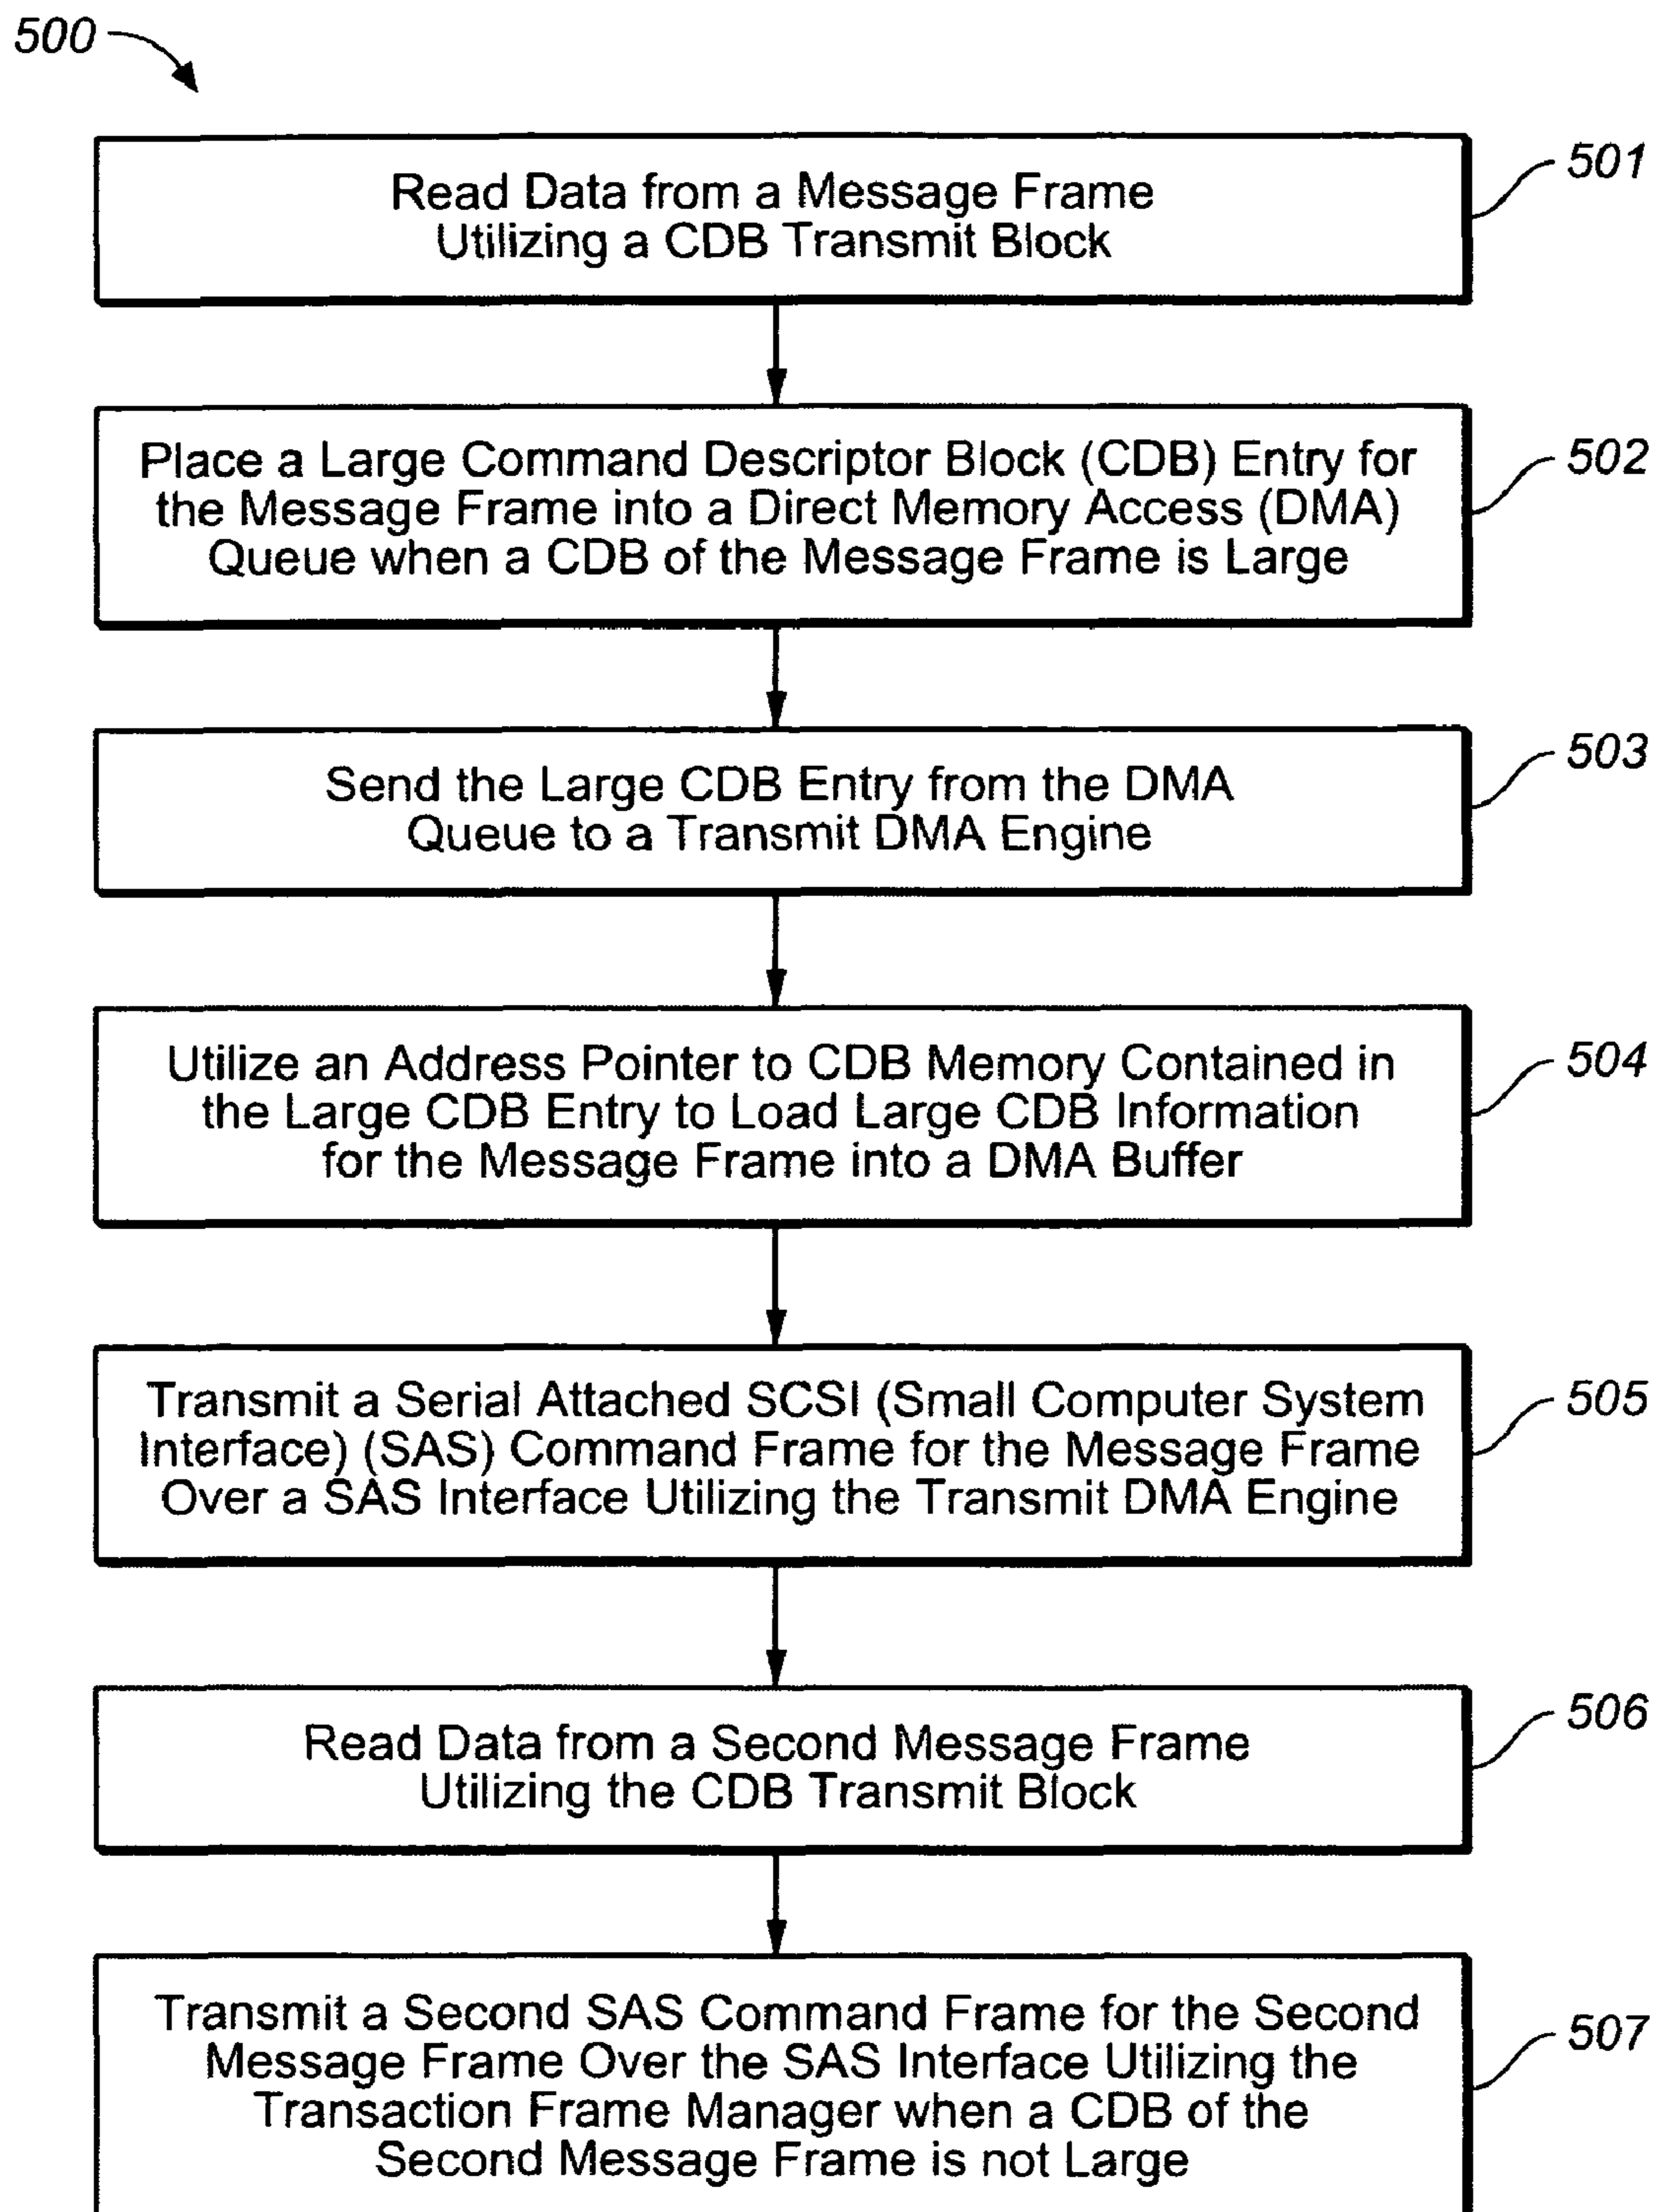 500
Read Data from a Message Frame
Utilizing a CDB Transmit Block
501
Place a Large Command Descriptor Block (CDB) Entry for
the Message Frame into a Direct Memory Access (DMA)
Queue when a CDB of the Message Frame is Large
502
Send the Large CDB Entry from the DMA
Queue to a Transmit DMA Engine
503
Utilize an Address Pointer to CDB Memory Contained in
the Large CDB Entry to Load Large CDB Information
for the Message Frame into a DMA Buffer
504
Transmit a Serial Attached SCSI (Small Computer System
Interface) (SAS) Command Frame for the Message Frame
Over a SAS Interface Utilizing the Transmit DMA Engine
505
Read Data from a Second Message Frame
Utilizing the CDB Transmit Block
506
Transmit a Second SAS Command Frame for the Second
Message Frame Over the SAS Interface Utilizing the
Transaction Frame Manager when a CDB of the
Second Message Frame is not Large
507